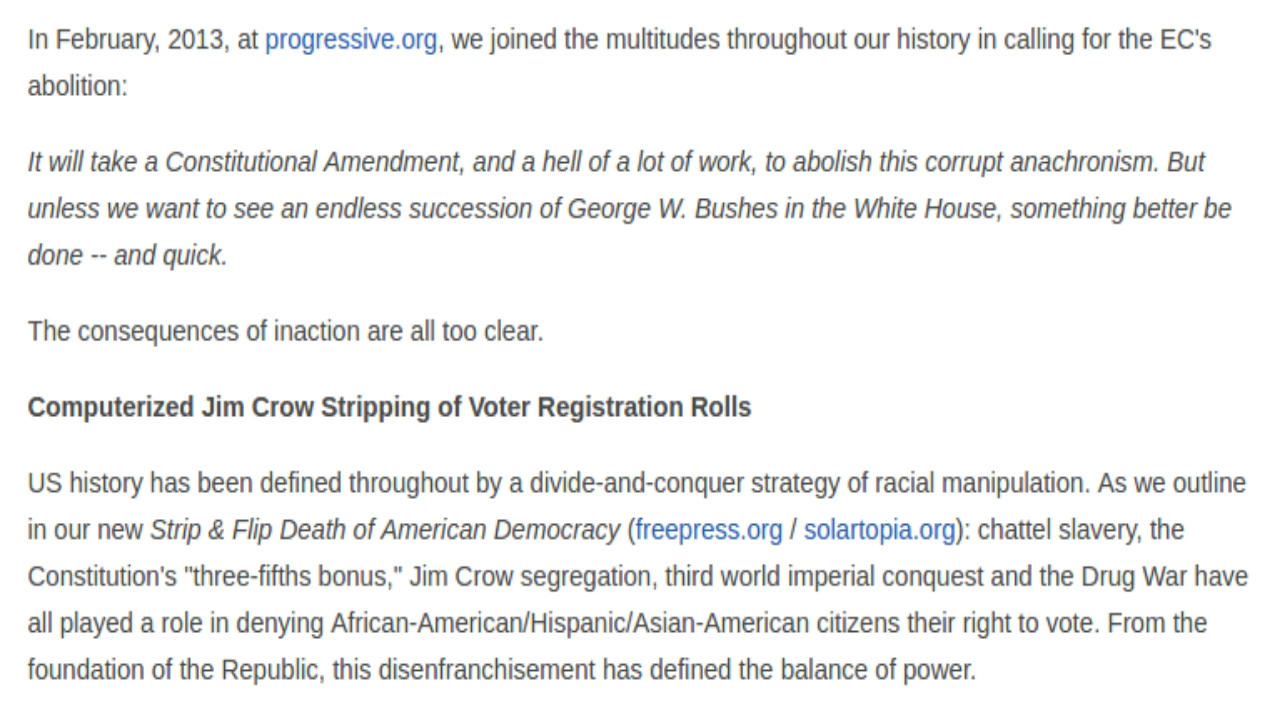 In February, 2013, at progressive.org, we joined the multitudes throughout our history in calling for the EC's
abolition:
It will take a Constitutional Amendment, and a hell of a lot of work, to abolish this corrupt anachronism. But
unless we want to see an endless succession of George W. Bushes in the White House, something better be
done -- and quick.
The consequences of inaction are all too clear.
Computerized Jim Crow Stripping of Voter Registration Rolls
US history has been defined throughout by a divide-and-conquer strategy of racial manipulation. As we outline
in our new Strip & Flip Death of American Democracy (freepress.org / solartopia.org): chattel slavery, the
Constitution's "three-fifths bonus," Jim Crow segregation, third world imperial conquest and the Drug War have
all played a role in denying African-American/Hispanic/Asian-American citizens their right to vote. From the
foundation of the Republic, this disenfranchisement has defined the balance of power.